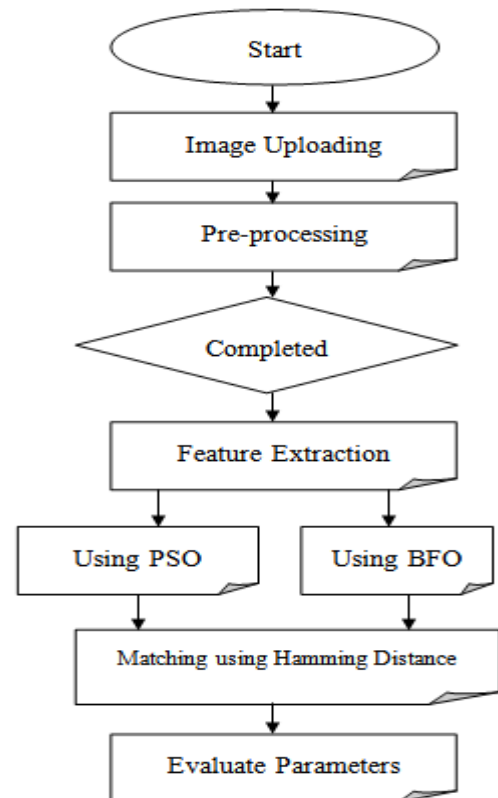 Start
Image Uploading
Pre-processing
Completed
Feature Extraction
Using PSO
Using BFO
Matching using Hamming Distance
Evaluate Parameters